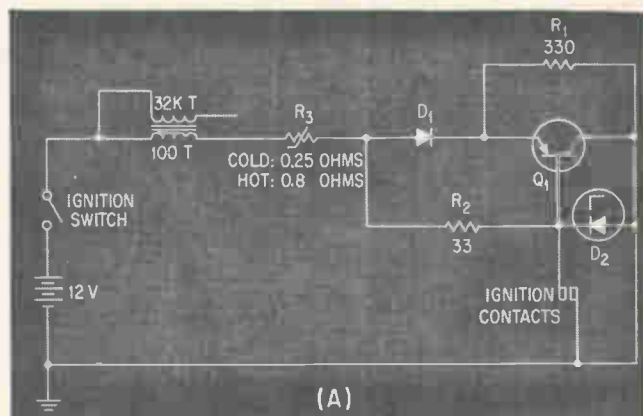 R1
330
32K T
100 T
R3
COLD: 0.25 OHMS
HOT: 0.8 OHMS
D1
Q1
R2
33
D2
IGNITION
SWITCH
12 V
IGNITION
CONTACTS
(A)